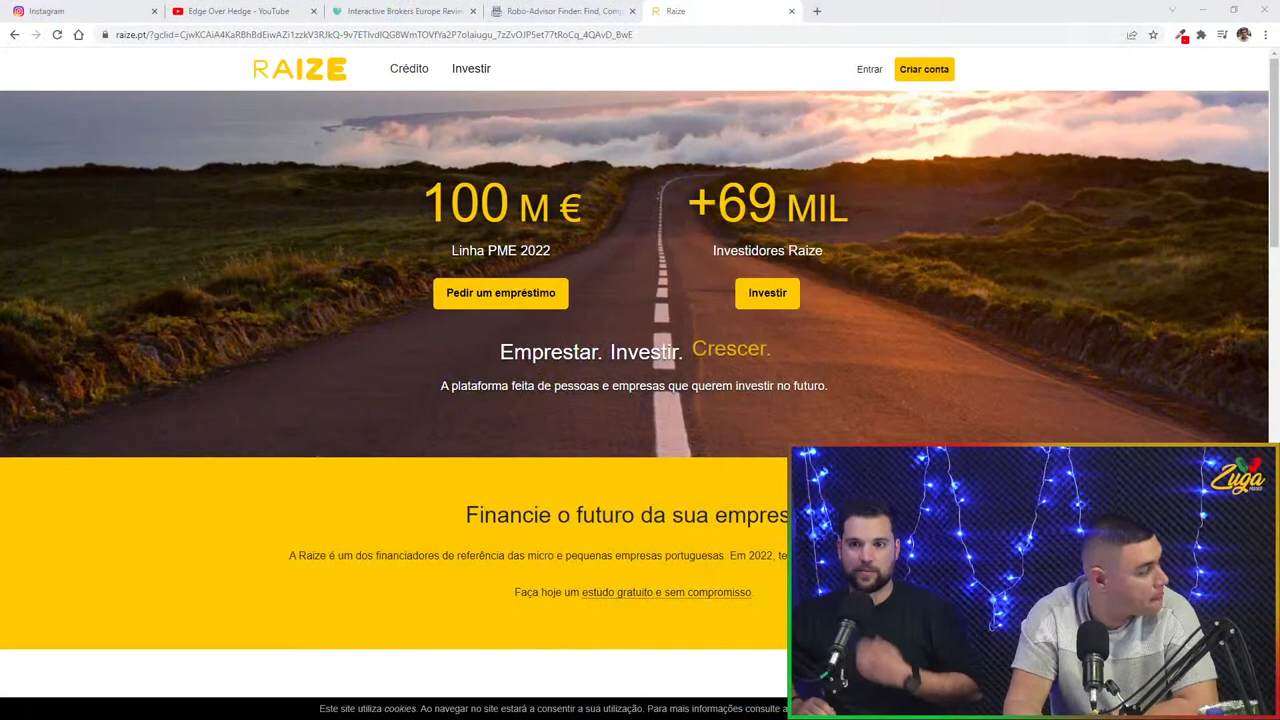 Instagram
Edge Over Hedge - YouTube
Interactive Brokers Europe Revie
Robo-Advisor Finder: Find, Comp
Raize
raize.pt/?gclid=CjwKCAiA4KaRBhBdEiwAZi1zzkV3RJkQ-9v7ETIvdIQG8WmTOVfYa2P7oIaiugu_7zZvOJP5et77tRoCq_4QAvD_BwE
RAIZE
Crédito
Investir
Entrar
Criar conta
100 M €
+69 MIL
Linha PME 2022
Investidores Raize
Pedir um empréstimo
Investir
Emprestar. Investir. Crescer.
A plataforma feita de pessoas e empresas que querem investir no futuro.
Zuga
PODCAST
Financie o futuro da sua empres
A Raize é um dos financiadores de referência das micro e pequenas empresas portuguesas. Em 2022, te
Faça hoje um estudo gratuito e sem compromisso.
Este site utiliza cookies. Ao navegar no site estará a consentir a sua utilização. Para mais informações consulte a